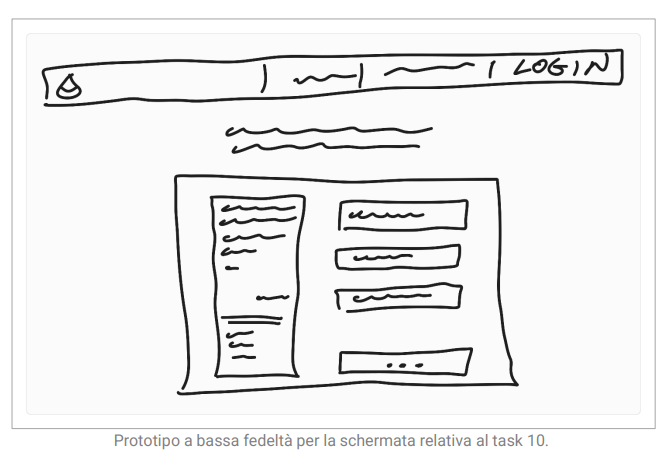 LOGIN
Prototipo a bassa fedeltà per la schermata relativa al task 10.